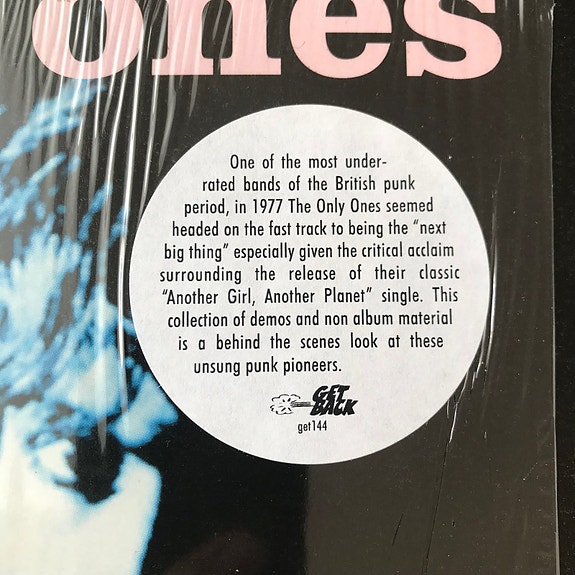 ones
One of the most under-
rated bands of the British punk
period, in 1977 The Only Ones seemed
headed on the fast track to being the "next
big thing" especially given the critical acclaim
surrounding the release of their classic
"Another Girl, Another Planet" single. This
collection of demos and non album material
is a behind the scenes look at these
unsung punk pioneers.
GET
BACK
get144